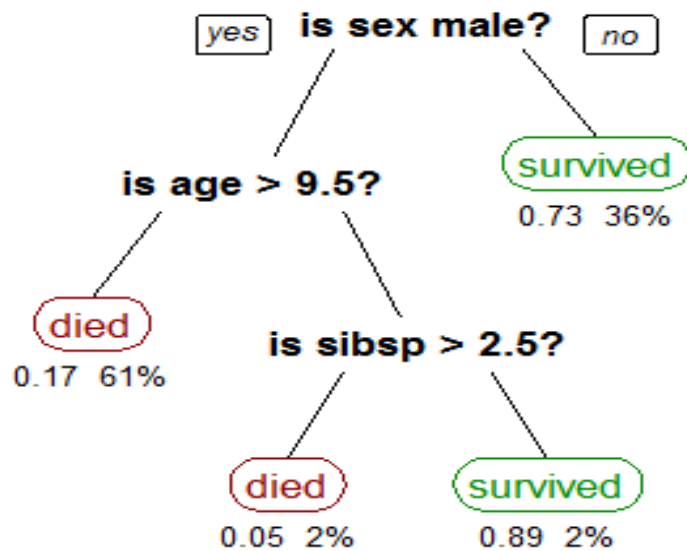 yes is sex male? no
survived
0.73 36%
is age > 9.5?
died
0.17 61%
is sibsp > 2.5?
died survived
0.05 2% 0.89 2%